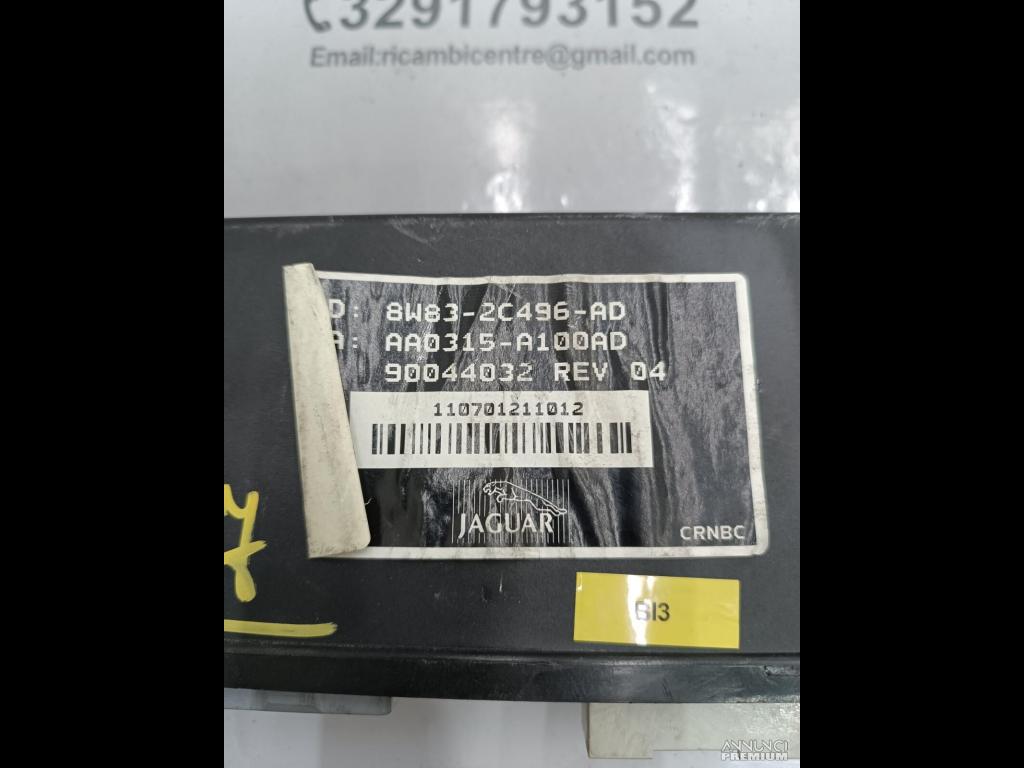 3291793152
Email:ricambicentre@gmail.com
D: 8W83-2C496-AD
A: AA0315-A100AD
90044032 REV 04
110701211012
JAGUAR
CRNBC
BI3
ANNUNCI
PREMIUM